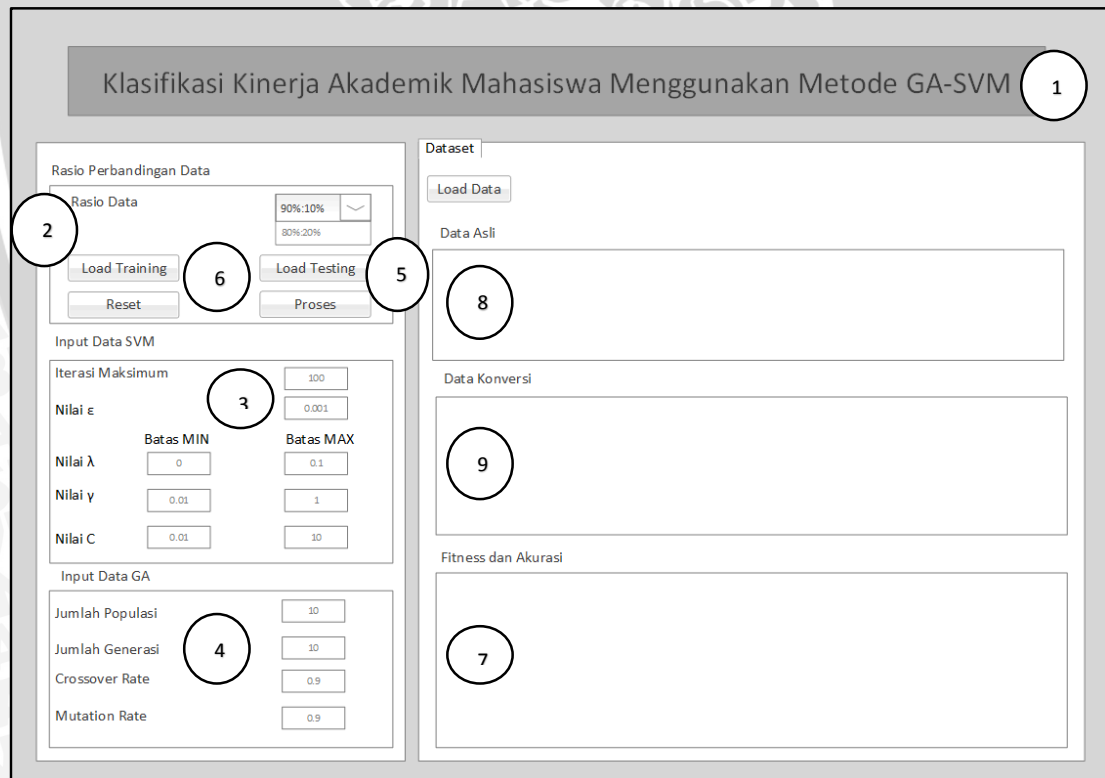 Klasifikasi Kinerja Akademik Mahasiswa Menggunakan Metode GA-SVM
1
Rasio Perbandingan Data
Rasio Data
90%:10%
80%:20%
2
Load Training
6
Load Testing
5
Reset
Proses
Input Data SVM
Iterasi Maksimum
100
3
Nilai ε
0.001
Batas MIN
Batas MAX
Nilai λ
0
0.1
Nilai γ
0.01
1
Nilai C
0.01
10
Input Data GA
Jumlah Populasi
10
Jumlah Generasi
4
10
Crossover Rate
0.9
Mutation Rate
0.9
Dataset
Load Data
Data Asli
8
Data Konversi
9
Fitness dan Akurasi
7